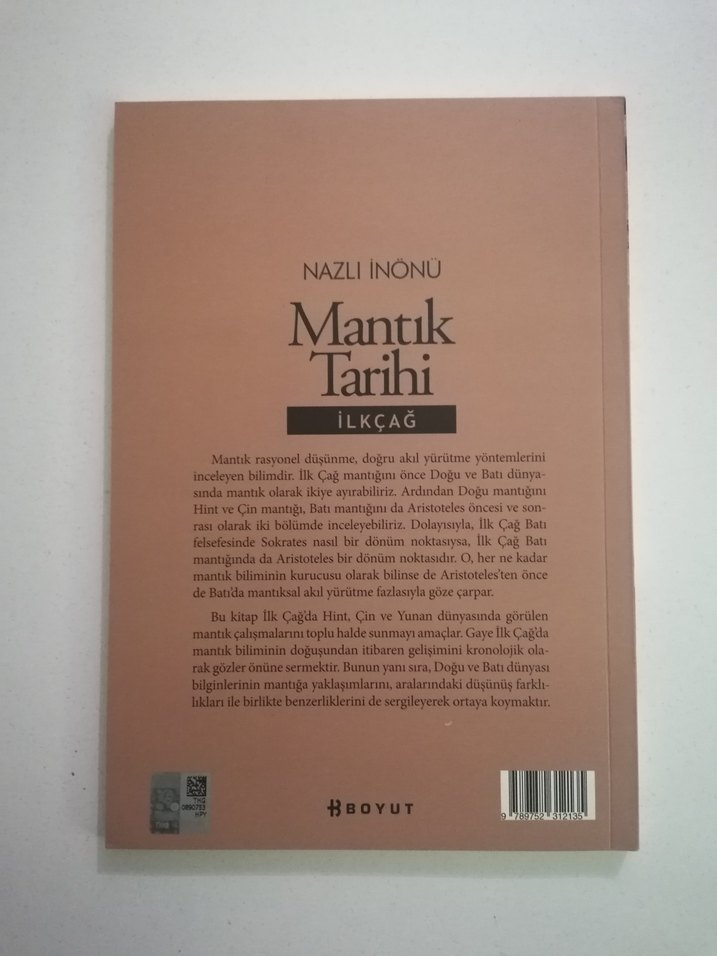 NAZLI İNÖNÜ
Mantık
Tarihi
İLKÇAĞ
Mantık rasyonel düşünme, doğru akıl yürütme yöntemlerini
inceleyen bilimdir. İlk Çağ mantığını önce Doğu ve Batı dünya-
sında mantık olarak ikiye ayırabiliriz. Ardından Doğu mantığını
Hint ve Çin mantığı, Batı mantığını da Aristoteles öncesi ve son-
rası olarak iki bölümde inceleyebiliriz. Dolayısıyla, İlk Çağ Batı
felsefesinde Sokrates nasıl bir dönüm noktasıysa, İlk Çağ Batı
mantığında da Aristoteles bir dönüm noktasıdır. O, her ne kadar
mantık biliminin kurucusu olarak bilinse de Aristoteles'ten önce
de Batı'da mantıksal akıl yürütme fazlasıyla göze çarpar.
Bu kitap İlk Çağ'da Hint, Çin ve Yunan dünyasında görülen
mantık çalışmalarını toplu halde sunmayı amaçlar. Gaye İlk Çağ'da
mantık biliminin doğuşundan itibaren gelişimini kronolojik ola-
rak gözler önüne sermektir. Bunun yanı sıra, Doğu ve Batı dünyası
bilginlerinin mantığa yaklaşımlarını, aralarındaki düşünüş farklı-
lıkları ile birlikte benzerliklerini de sergileyerek ortaya koymaktır.
THG
0890753
HPY
BOYUT
9 789752 312135